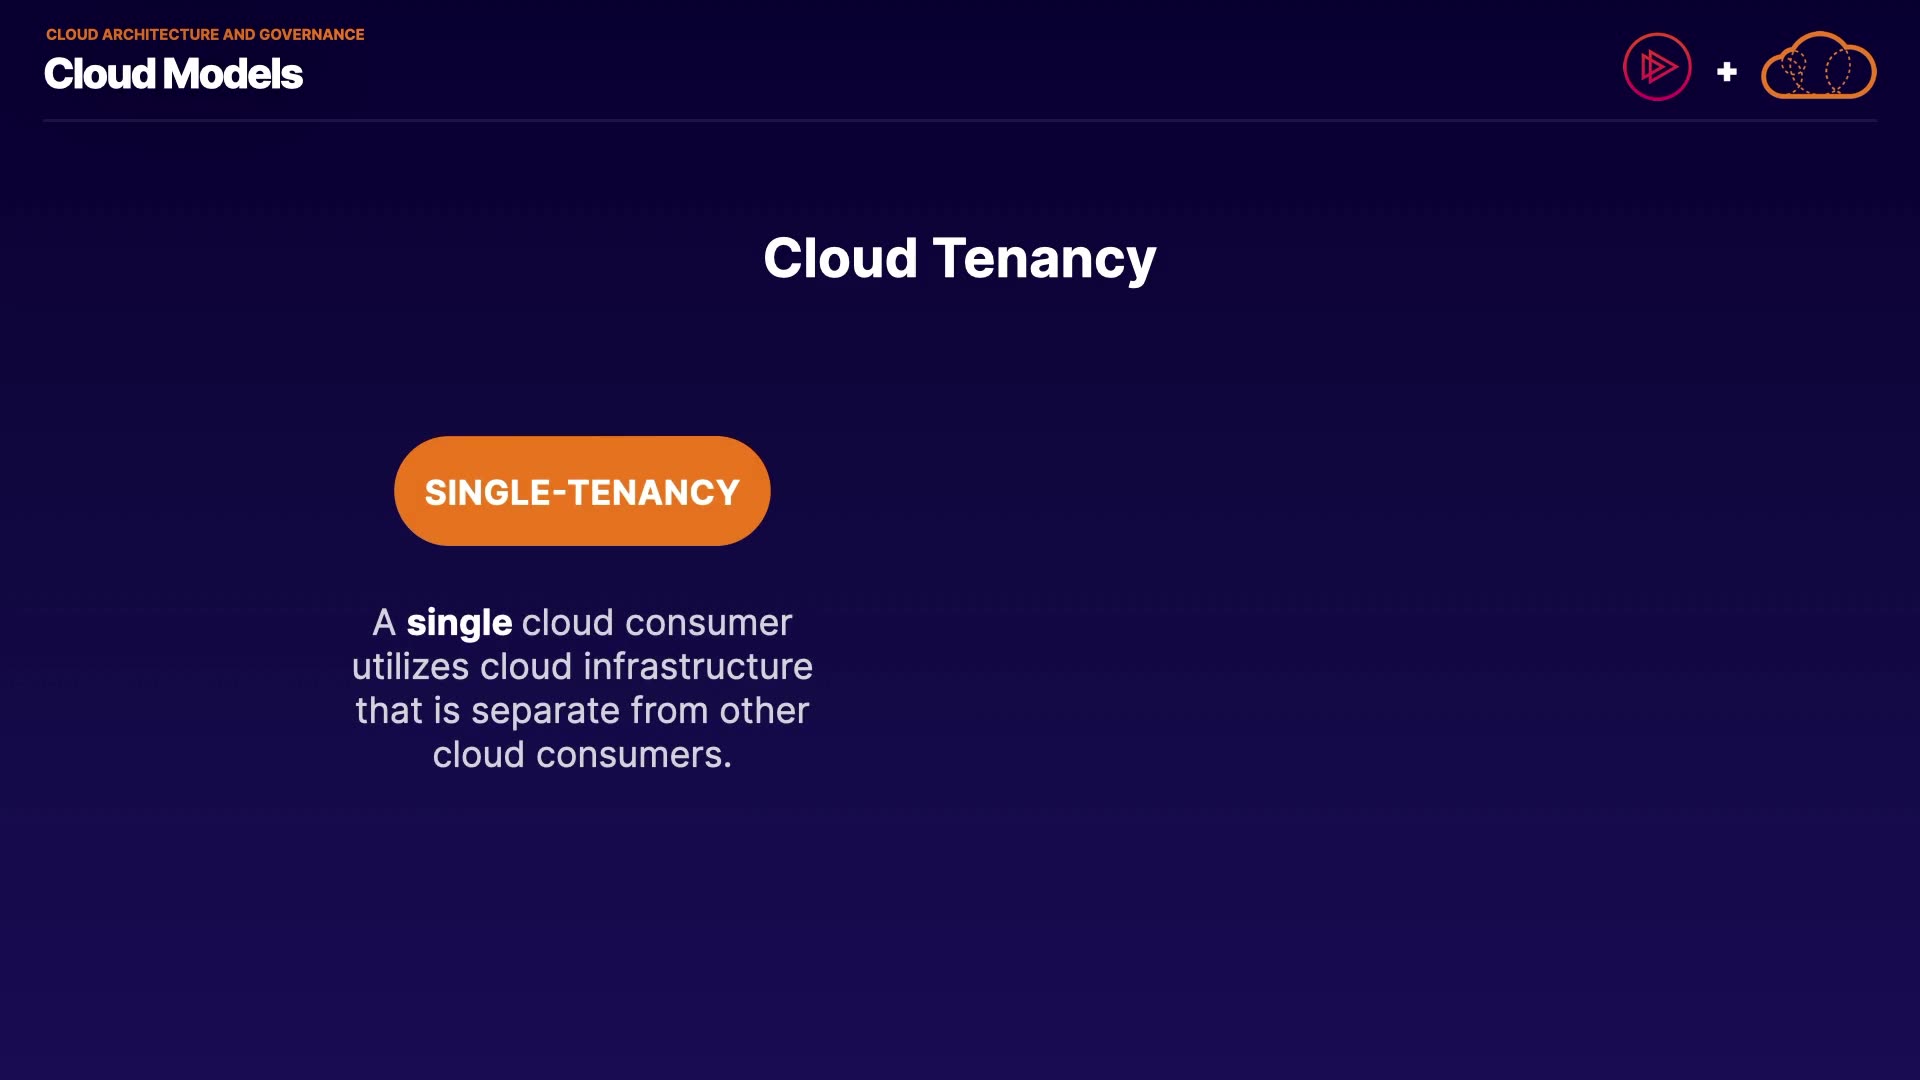 CLOUD ARCHITECTURE AND GOVERNANCE
Cloud Models
Cloud Tenancy
SINGLE-TENANCY
A single cloud consumer
utilizes cloud infrastructure
that is separate from other
cloud consumers.